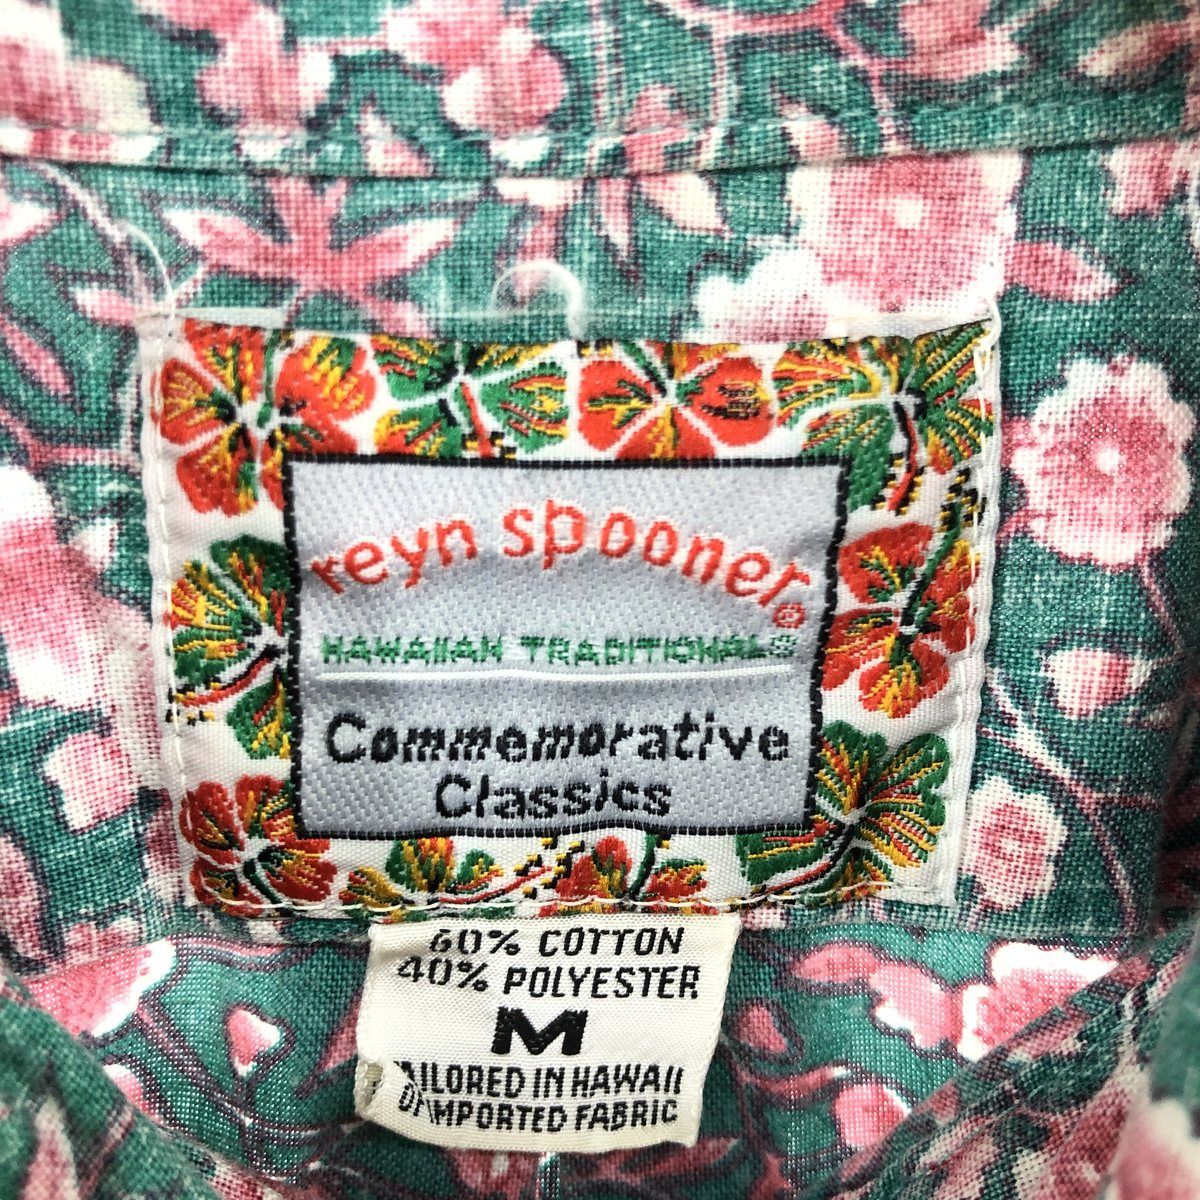 reyn spooner®
HAWAIIAN TRADITIONALS
Commemorative
Classics
60% COTTON
40% POLYESTER
M
TAILORED IN HAWAII
OF IMPORTED FABRIC